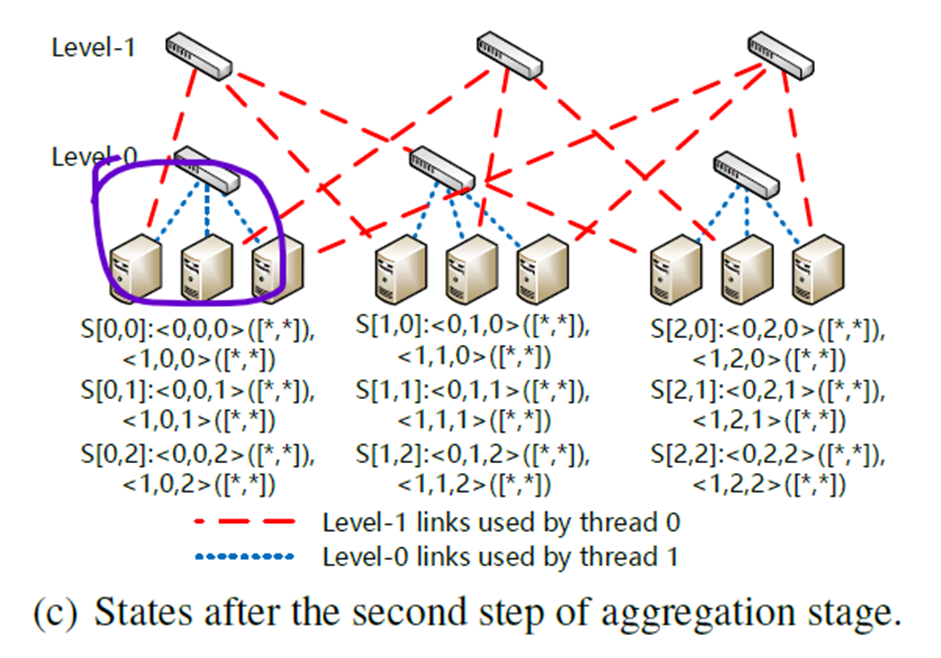 Level-1
Level-0
S[0,0]:<0,0,0>([*,*]),
<1,0,0>([*,*])
S[0,1]:<0,0,1>([*,*]),
<1,0,1>([*,*])
S[0,2]:<0,0,2>([*,*]),
<1,0,2>([*,*])
S[1,0]:<0,1,0>([*,*]),
<1,1,0>([*,*])
S[1,1]:<0,1,1>([*,*]),
<1,1,1>([*,*])
S[1,2]:<0,1,2>([*,*]),
<1,1,2>([*,*])
S[2,0]:<0,2,0>([*,*]),
<1,2,0>([*,*])
S[2,1]:<0,2,1>([*,*]),
<1,2,1>([*,*])
S[2,2]:<0,2,2>([*,*]),
<1,2,2>([*,*])
Level-1 links used by thread 0
Level-0 links used by thread 1
(c) States after the second step of aggregation stage.